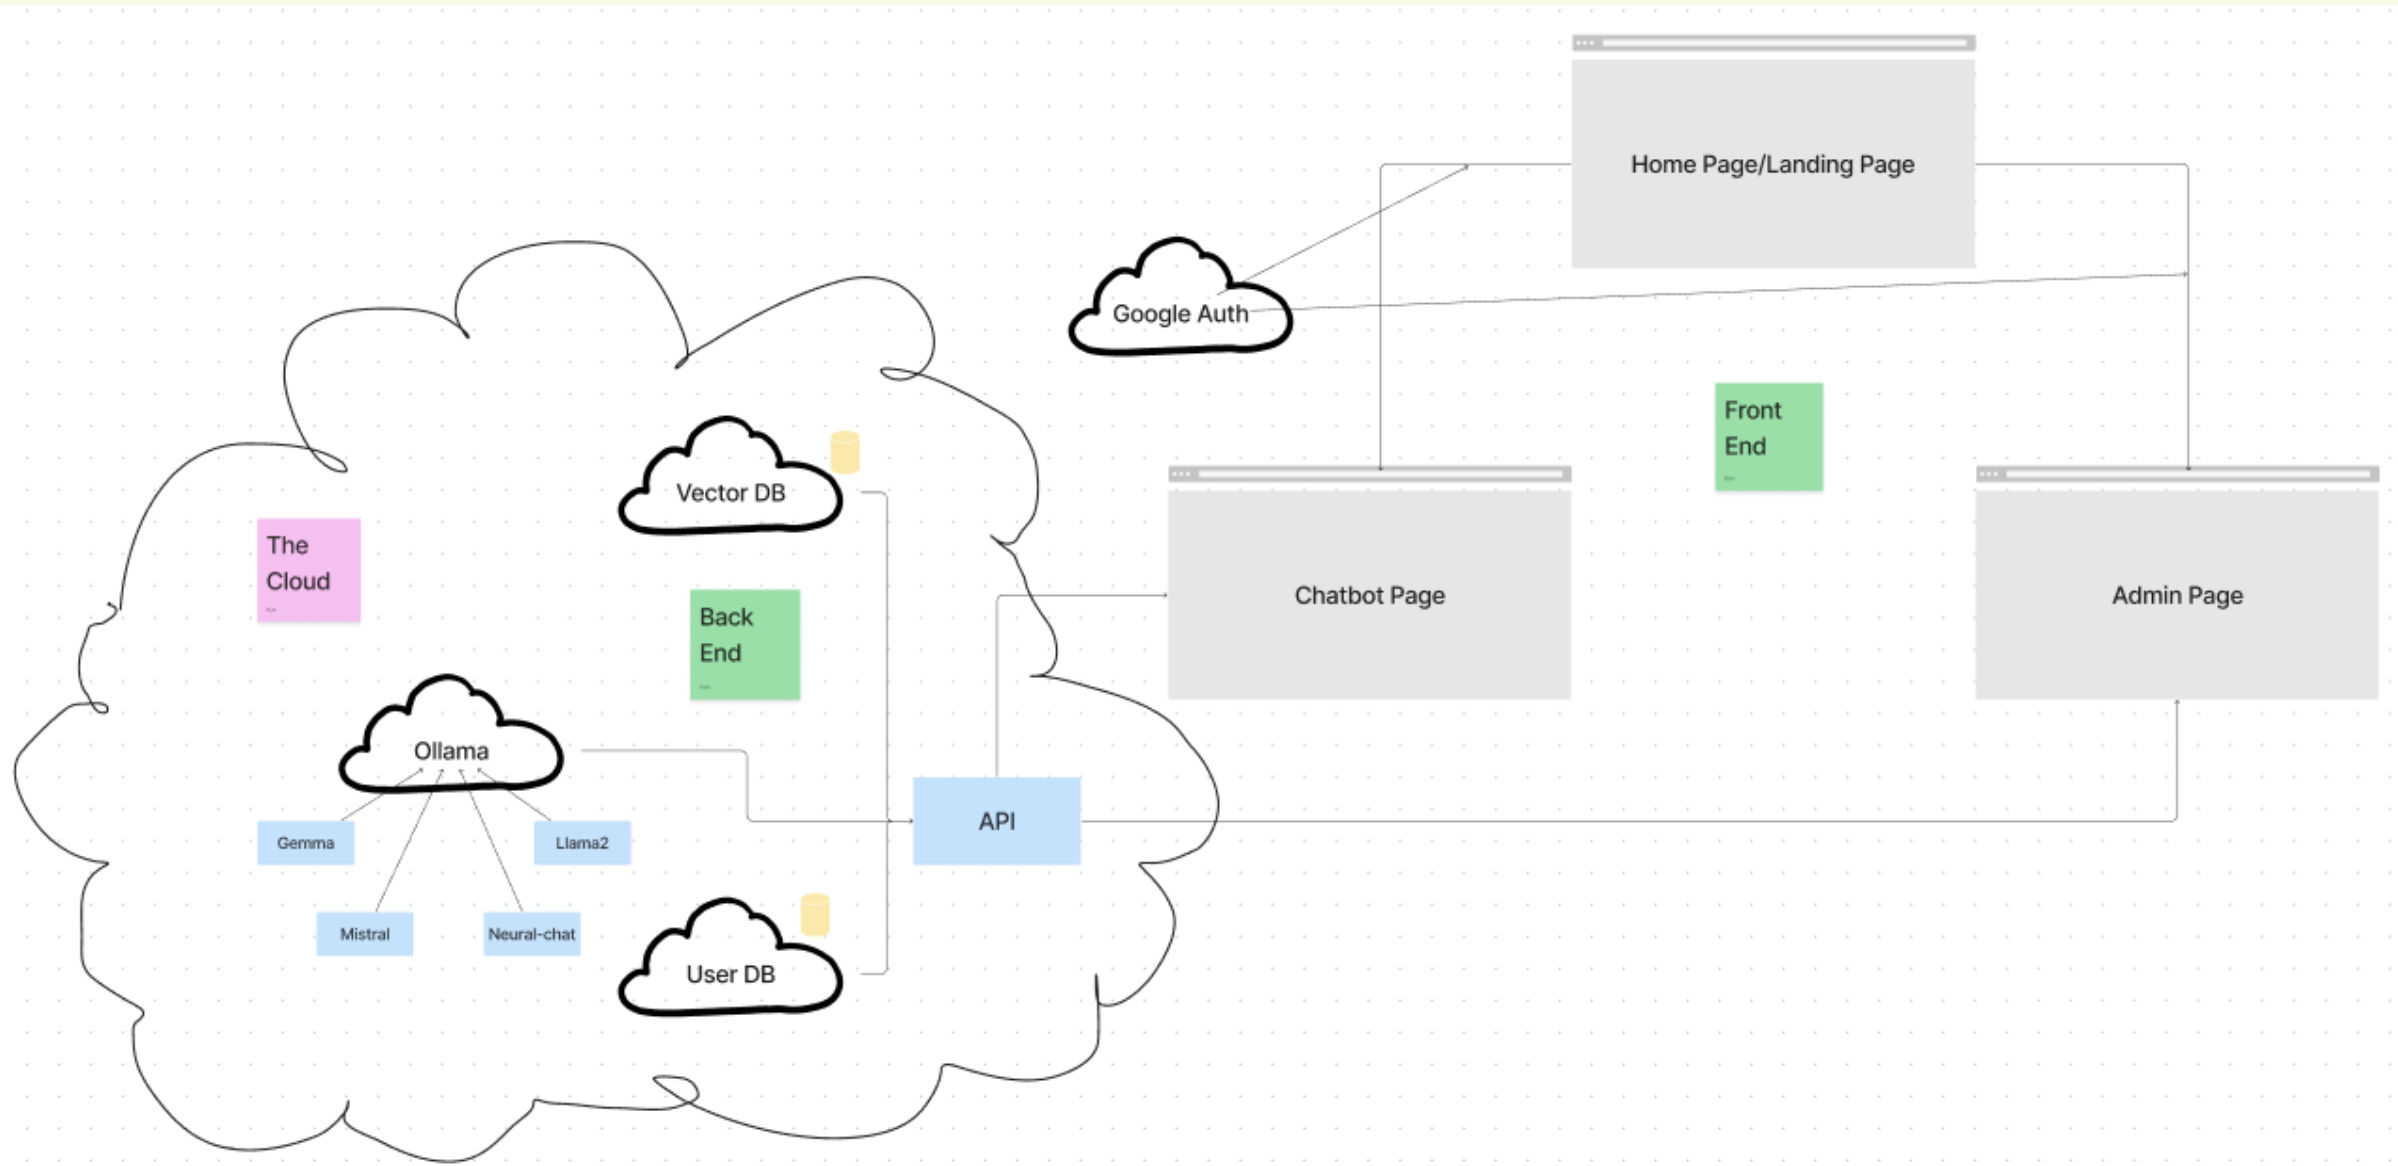 Home Page/Landing Page
Google Auth
Front
End
Vector DB
The
Cloud
Back
End
Chatbot Page
Admin Page
Ollama
API
Gemma
Llama2
Mistral
Neural-chat
User DB